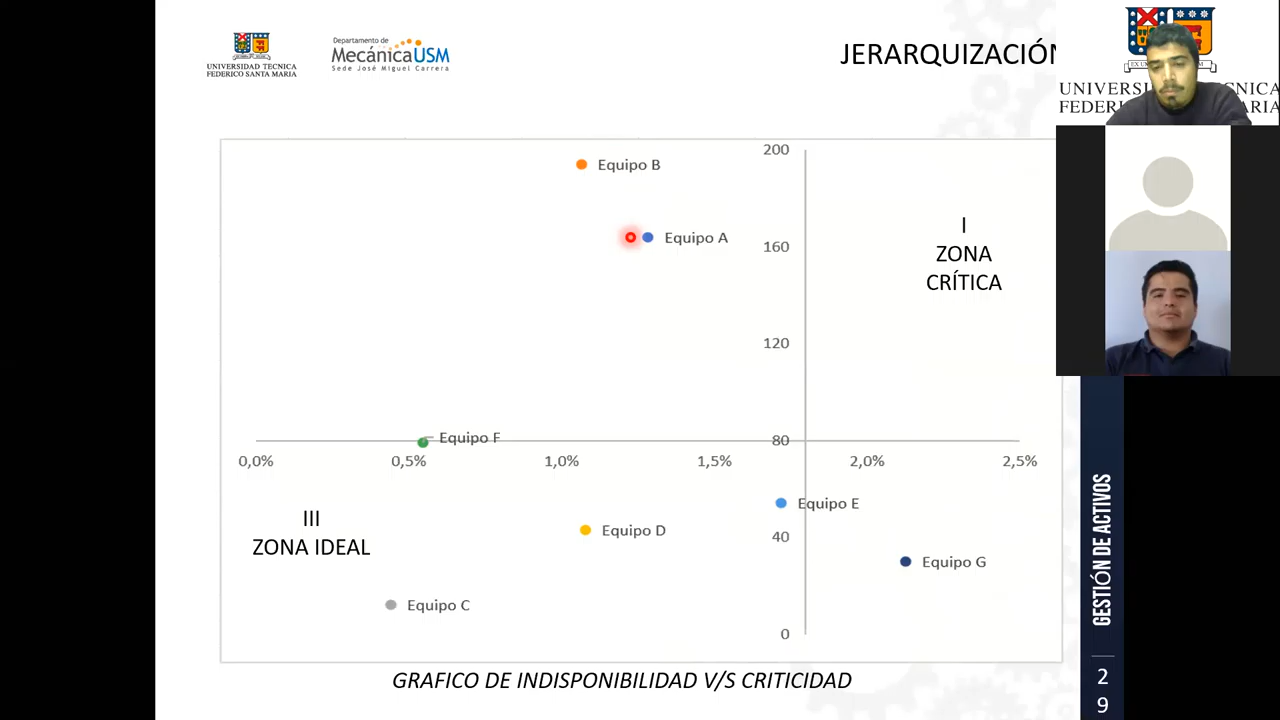 UNIVERSIDAD TECNICA
FEDERICO SANTA MARIA
Departamento de
MecánicaUSM
Sede José Miguel Carrera
JERARQUIZACIÓN
200
Equipo B
Equipo A
160
I
ZONA
CRÍTICA
120
Equipo F
80
0,0%
0,5%
1,0%
1,5%
2,0%
2,5%
III
ZONA IDEAL
Equipo E
Equipo D
40
Equipo G
Equipo C
0
GRAFICO DE INDISPONIBILIDAD V/S CRITICIDAD
GESTIÓN DE ACTIVOS
2
9